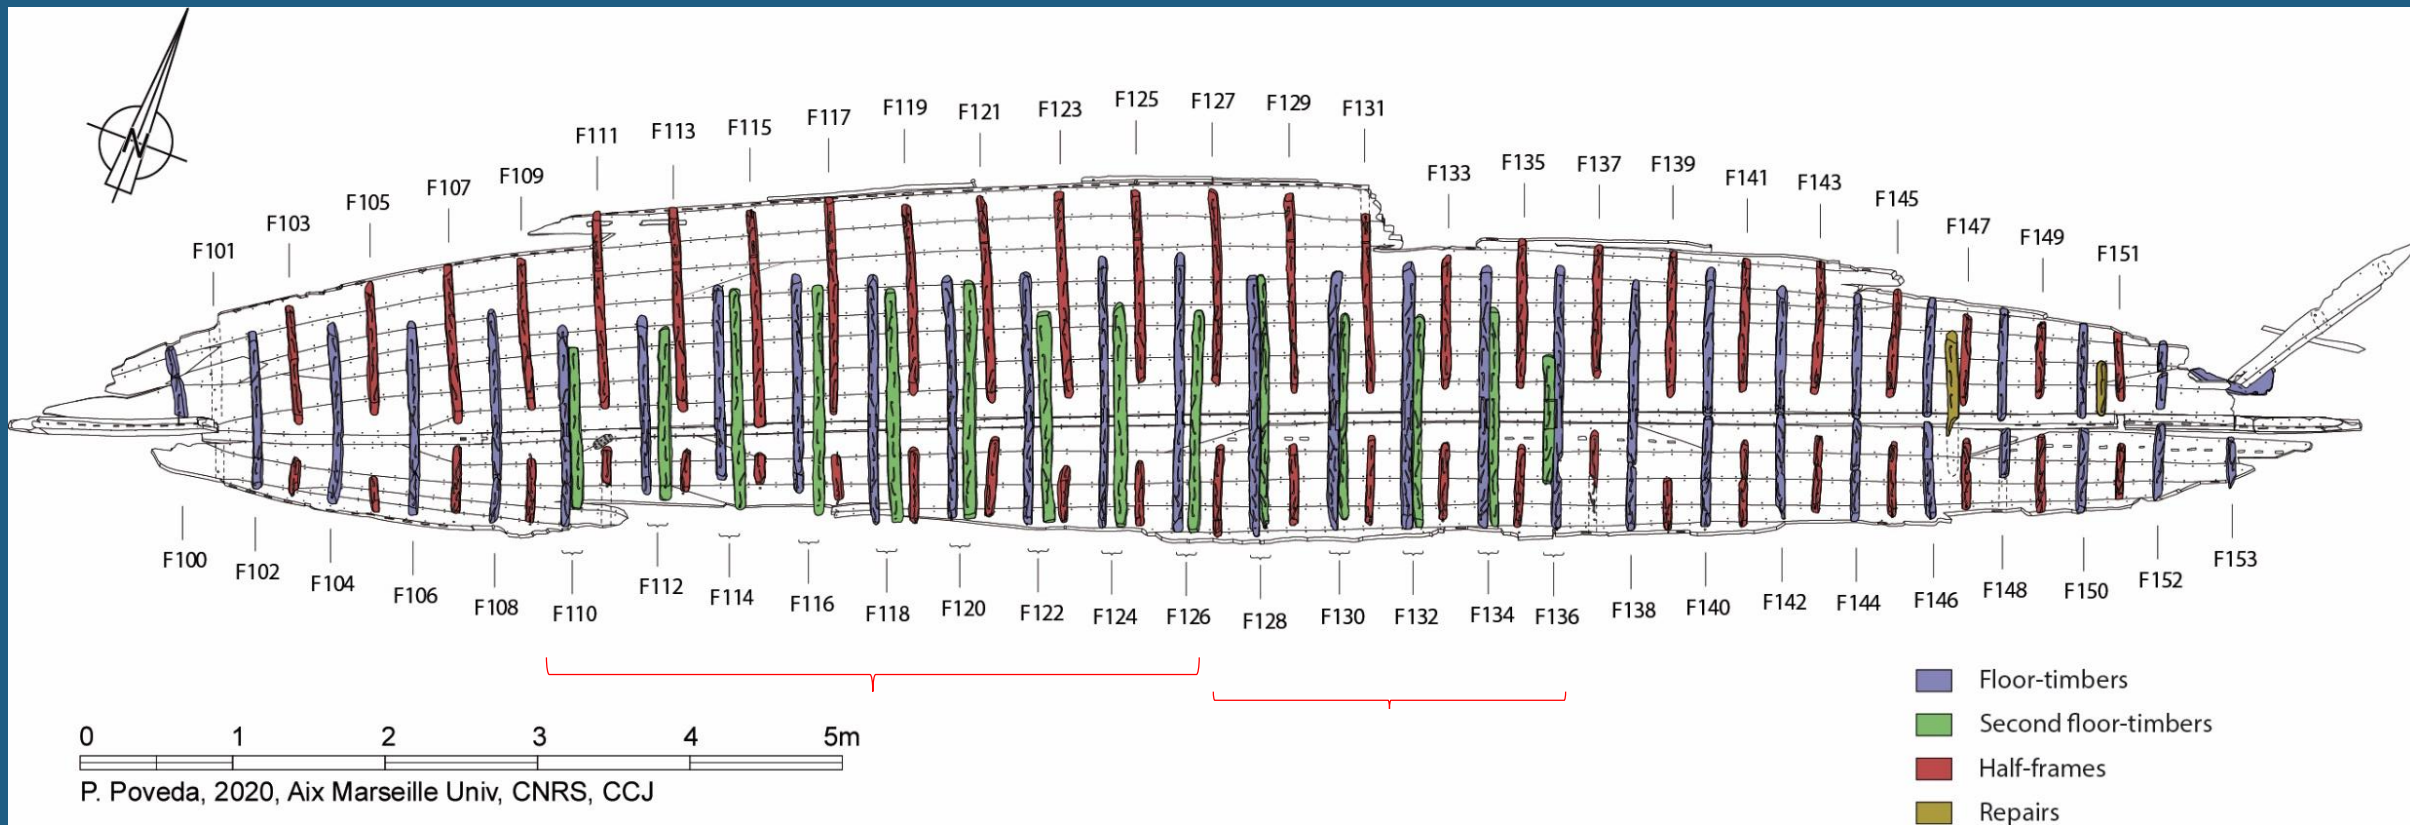 N
F101
F103
F105
F107
F109
F111
F113
F115
F117
F119
F121
F123
F125
F127
F129
F131
F133
F135
F137
F139
F141
F143
F145
F147
F149
F151
F100
F102
F104
F106
F108
F110
F112
F114
F116
F118
F120
F122
F124
F126
F128
F130
F132
F134
F136
F138
F140
F142
F144
F146
F148
F150
F152
F153
0 1 2 3 4 5m
P. Poveda, 2020, Aix Marseille Univ, CNRS, CCJ
Floor-timbers
Second floor-timbers
Half-frames
Repairs